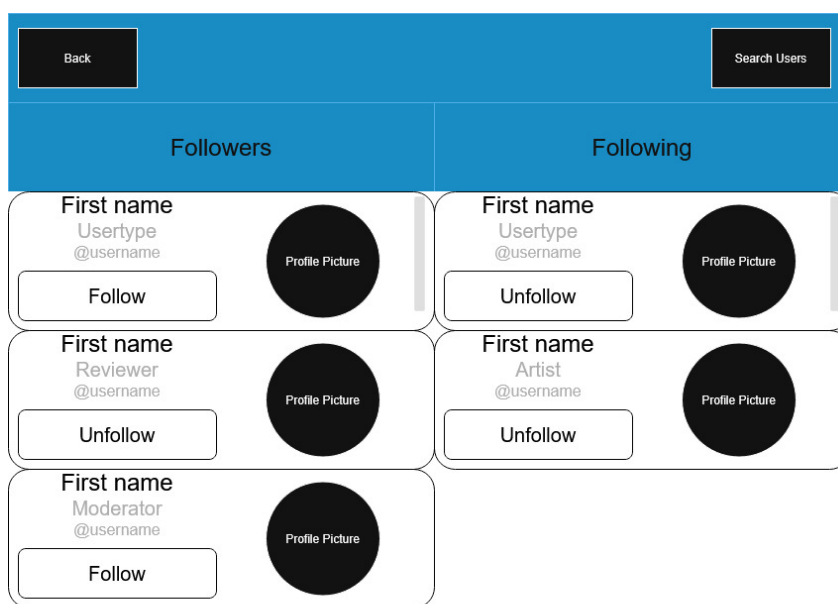 Back
Search Users
Followers
Following
First name
Usertype
@username
Follow
Profile Picture
First name
Usertype
@username
Unfollow
Profile Picture
First name
Reviewer
@username
Unfollow
Profile Picture
First name
Artist
@username
Unfollow
Profile Picture
First name
Moderator
@username
Follow
Profile Picture